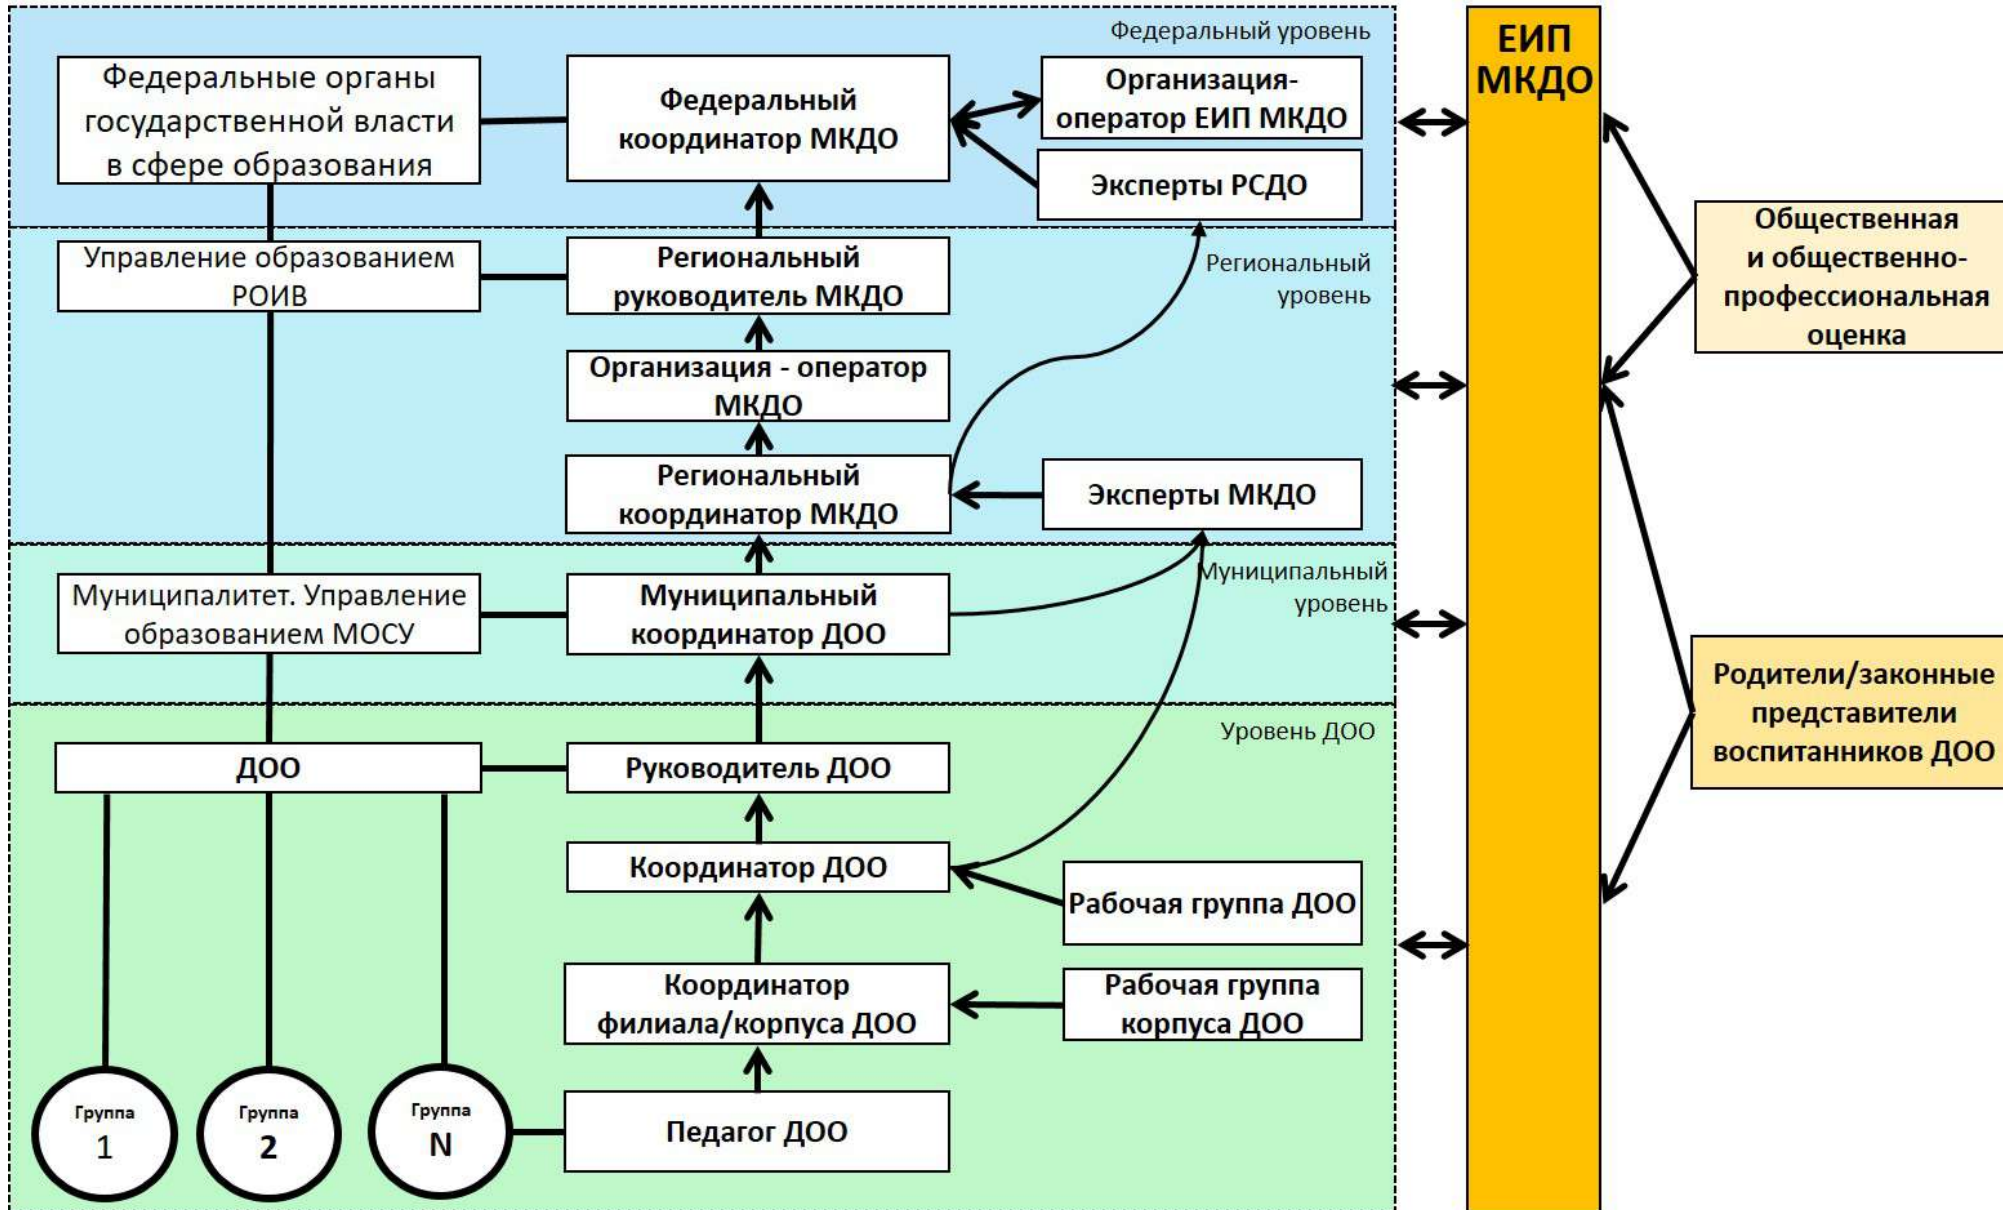 Федеральный уровень
Федеральные органы
государственной власти
в сфере образования
Федеральный
координатор МКДО
Организация-
оператор ЕИП МКДО
Эксперты РСДО
Региональный
уровень
Управление образованием
РОИВ
Региональный
руководитель МКДО
Организация - оператор
МКДО
Региональный
координатор МКДО
Эксперты МКДО
Муниципальный
уровень
Муниципалитет. Управление
образованием МОСУ
Муниципальный
координатор ДОО
Уровень ДОО
ДОО
Руководитель ДОО
Координатор ДОО
Рабочая группа ДОО
Координатор
филиала/корпуса ДОО
Рабочая группа
корпуса ДОО
Группа
1
Группа
2
Группа
N
Педагог ДОО
ЕИП
МКДО
Общественная
и общественно-
профессиональная
оценка
Родители/законные
представители
воспитанников ДОО